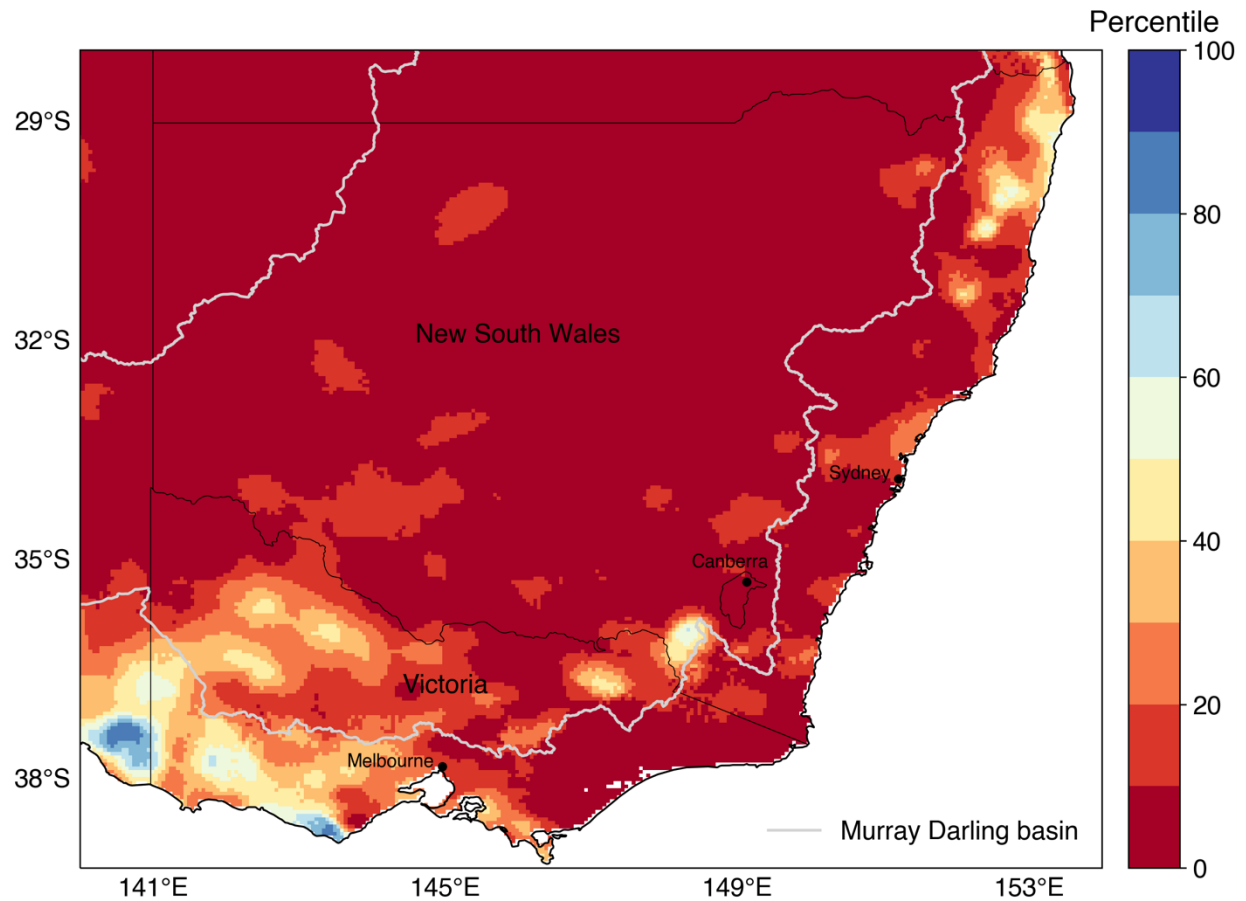 Percentile
100
29°S
80
New South Wales
32°S
60
Sydney
40
35°S
Canberra
Victoria
20
Melbourne
38°S
Murray Darling basin
0
141°E 145°E 149°E 153°E